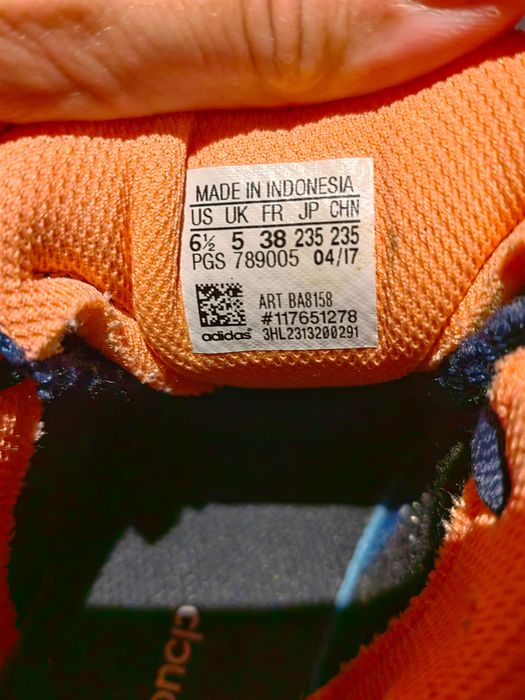 MADE IN INDONESIA
US UK FR JP CHN
6½ 5 38 235 235
PGS 789005 04/17
ART BA8158
#117651278
adidas® 3HL2313200291